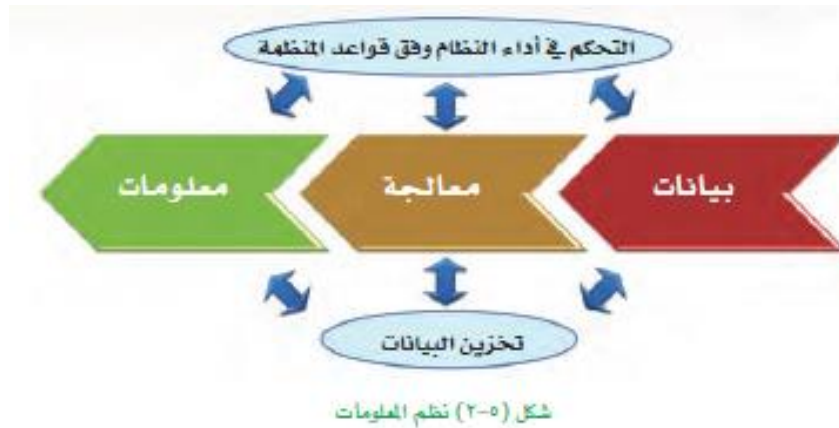 التحكم في أداء النظام وفق قواعد المنظمة
بيانات
معالجة
معلومات
تخزين البيانات
شكل (٥-٢) نظم المعلومات